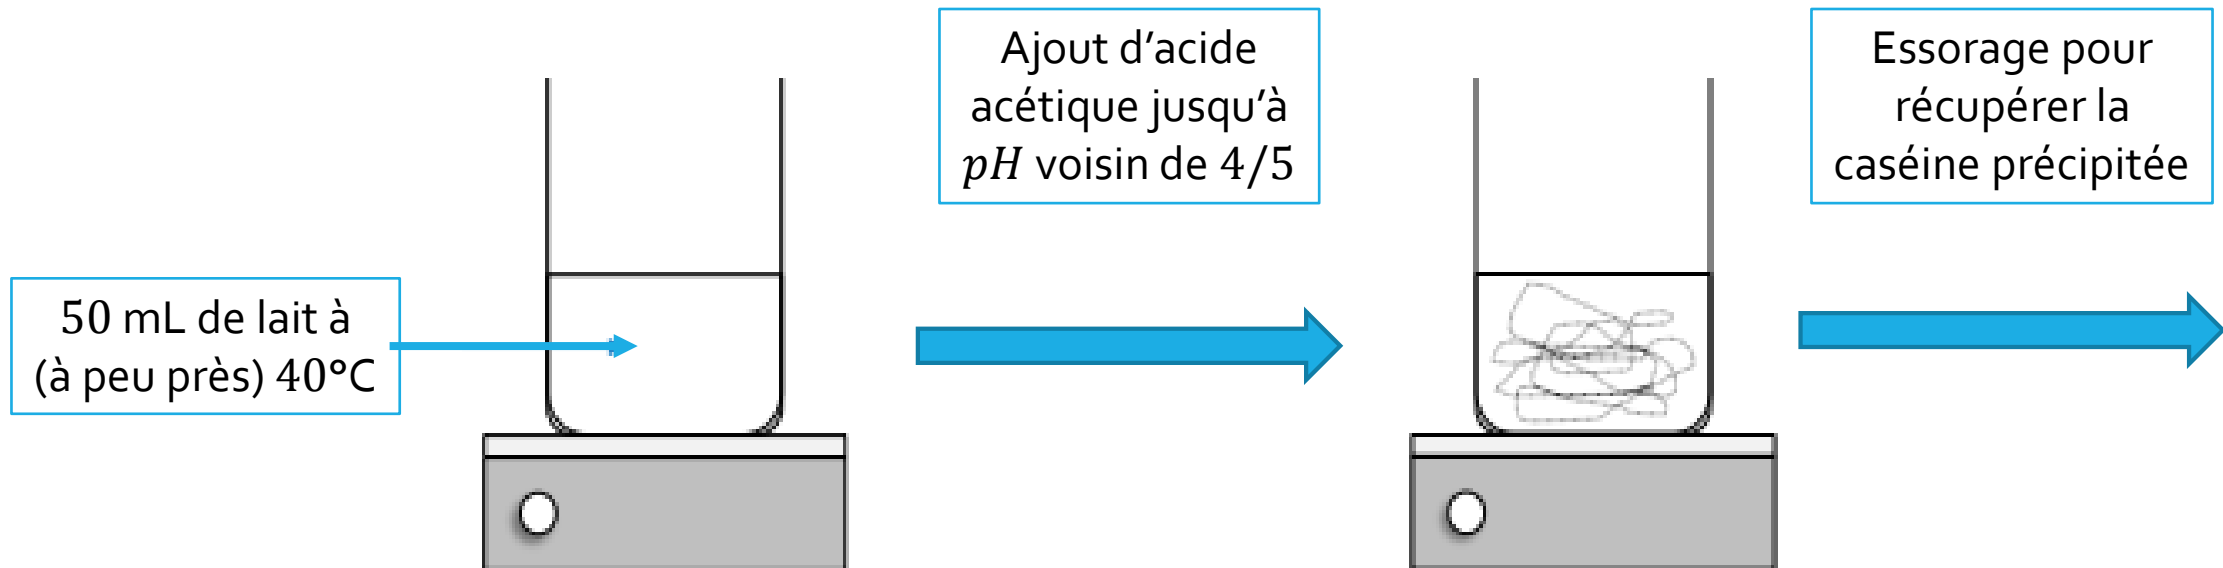 50 mL de lait à
(à peu près) 40°C
Ajout d’acide
acétique jusqu’à
pH voisin de 4/5
Essorage pour
récupérer la
caséine précipitée